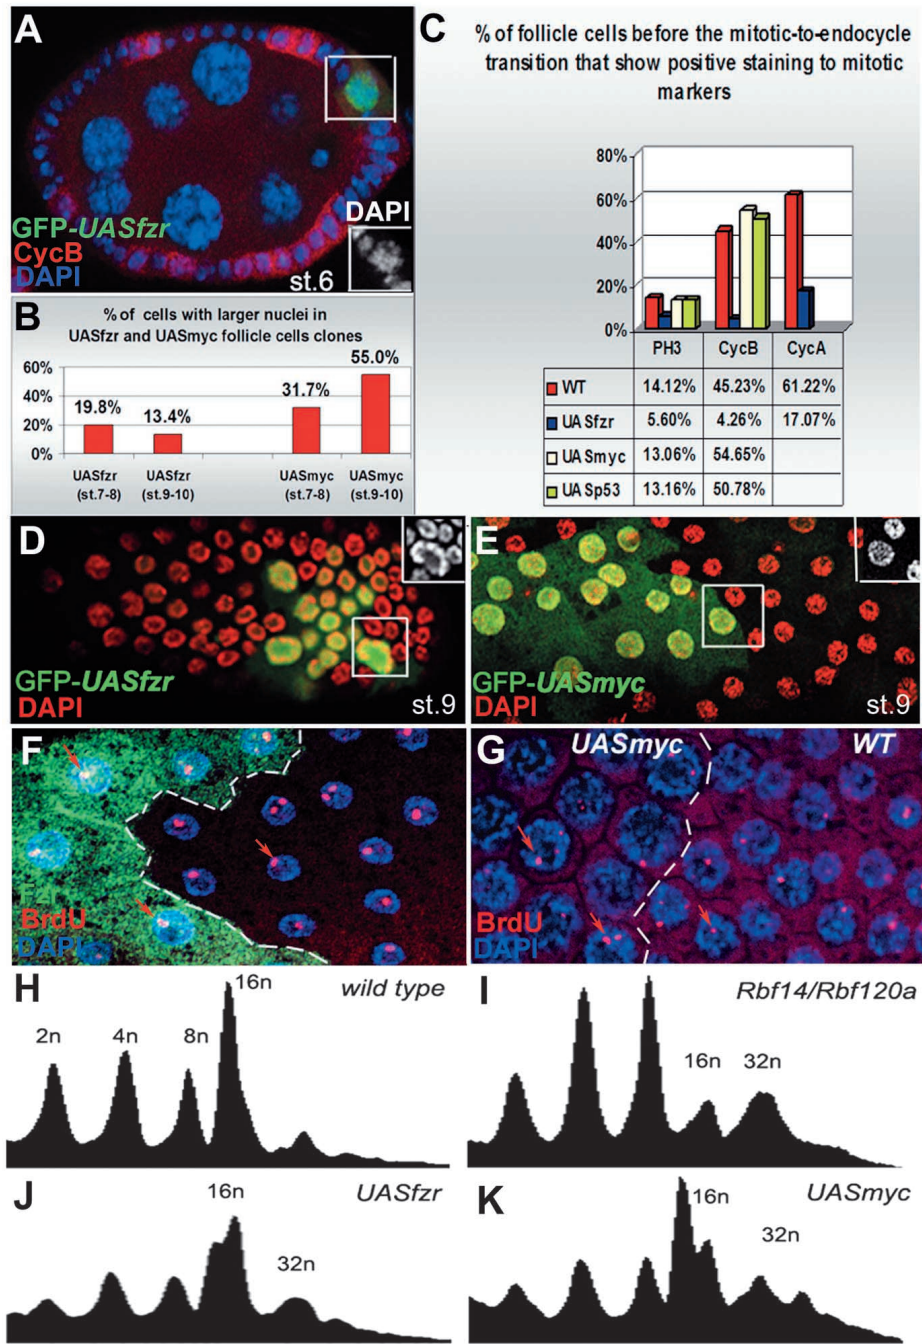 A
GFP-UASfzr
CycB
DAPI
DAPI
st.6
B
% of cells with larger nuclei in
UASfzr and UASmyc follicle cells clones
60%
40%
20%
0%
19.8%
13.4%
31.7%
55.0%
UASfzr
(st.7-8)
UASfzr
(st.9-10)
UASmyc
(st.7-8)
UASmyc
(st.9-10)
C
% of follicle cells before the mitotic-to-endocycle
transition that show positive staining to mitotic
markers
80%
60%
40%
20%
0%
PH3 CycB CycA
WT 14.12% 45.23% 61.22%
UASfzr 5.60% 4.26% 17.07%
UASmyc 13.06% 54.65%
UASp53 13.16% 50.78%
D
GFP-UASfzr
DAPI
st.9
E
GFP-UASmyc
DAPI
st.9
F
BrdU
DAPI
G
UASmyc WT
BrdU
DAPI
H
wild type
2n
4n
8n
16n
I
Rbf14/Rbf120a
16n
32n
J
UASfzr
16n
32n
K
UASmyc
16n
32n